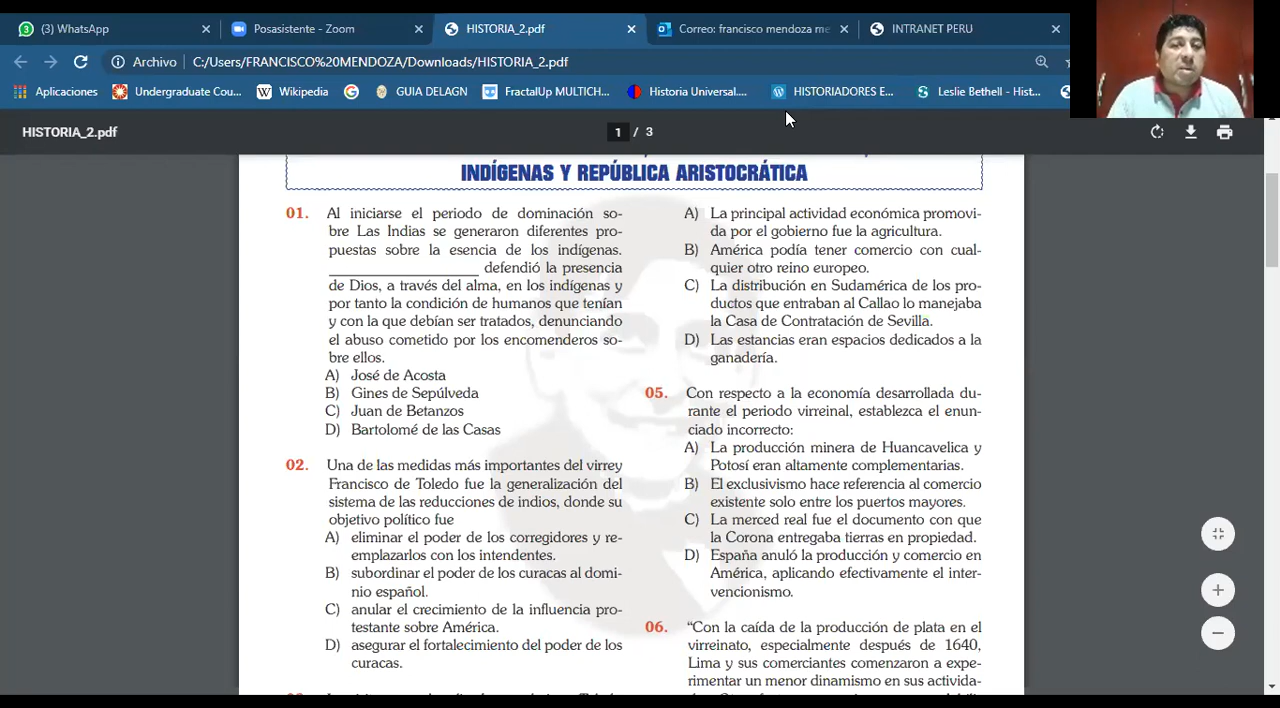 (3) WhatsApp
Posasistente - Zoom
HISTORIA_2.pdf
Correo: francisco mendoza me
INTRANET PERU
Archivo
C:/Users/FRANCISCO%20MENDOZA/Downloads/HISTORIA_2.pdf
Aplicaciones
Undergraduate Cou...
Wikipedia
GUIA DELAGN
FractalUp MULTICH...
Historia Universal....
HISTORIADORES E...
Leslie Bethell - Hist...
HISTORIA_2.pdf
1 / 3
INDÍGENAS Y REPÚBLICA ARISTOCRÁTICA
01. Al iniciarse el periodo de dominación so-
bre Las Indias se generaron diferentes pro-
puestas sobre la esencia de los indígenas.
____________________ defendió la presencia
de Dios, a través del alma, en los indígenas y
por tanto la condición de humanos que tenían
y con la que debían ser tratados, denunciando
el abuso cometido por los encomenderos so-
bre ellos.
A) José de Acosta
B) Gines de Sepúlveda
C) Juan de Betanzos
D) Bartolomé de las Casas
02. Una de las medidas más importantes del virrey
Francisco de Toledo fue la generalización del
sistema de las reducciones de indios, donde su
objetivo político fue
A) eliminar el poder de los corregidores y re-
emplazarlos con los intendentes.
B) subordinar el poder de los curacas al domi-
nio español.
C) anular el crecimiento de la influencia pro-
testante sobre América.
D) asegurar el fortalecimiento del poder de los
curacas.
A) La principal actividad económica promovi-
da por el gobierno fue la agricultura.
B) América podía tener comercio con cual-
quier otro reino europeo.
C) La distribución en Sudamérica de los pro-
ductos que entraban al Callao lo manejaba
la Casa de Contratación de Sevilla.
D) Las estancias eran espacios dedicados a la
ganadería.
05. Con respecto a la economía desarrollada du-
rante el periodo virreinal, establezca el enun-
ciado incorrecto:
A) La producción minera de Huancavelica y
Potosí eran altamente complementarias.
B) El exclusivismo hace referencia al comercio
existente solo entre los puertos mayores.
C) La merced real fue el documento con que
la Corona entregaba tierras en propiedad.
D) España anuló la producción y comercio en
América, aplicando efectivamente el inter-
vencionismo.
06. “Con la caída de la producción de plata en el
virreinato, especialmente después de 1640,
Lima y sus comerciantes comenzaron a expe-
rimentar un menor dinamismo en sus activida-